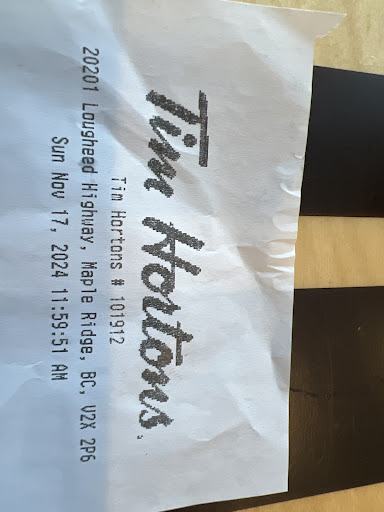 Tim Hortons
Tim Hortons # 101912
20201 Lougheed Highway, Maple Ridge, BC, V2X 2P6
Sun Nov 17, 2024 11:59:51 AM